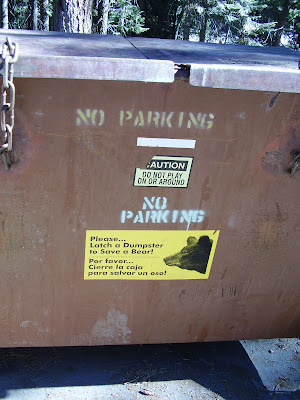 NO PARKING
CAUTION
DO NOT PLAY
ON OR AROUND
NO
PARKING
Please...
Latch a Dumpster
to Save a Bear!
Por favor...
Cierre la cajo
para salvar un oso!